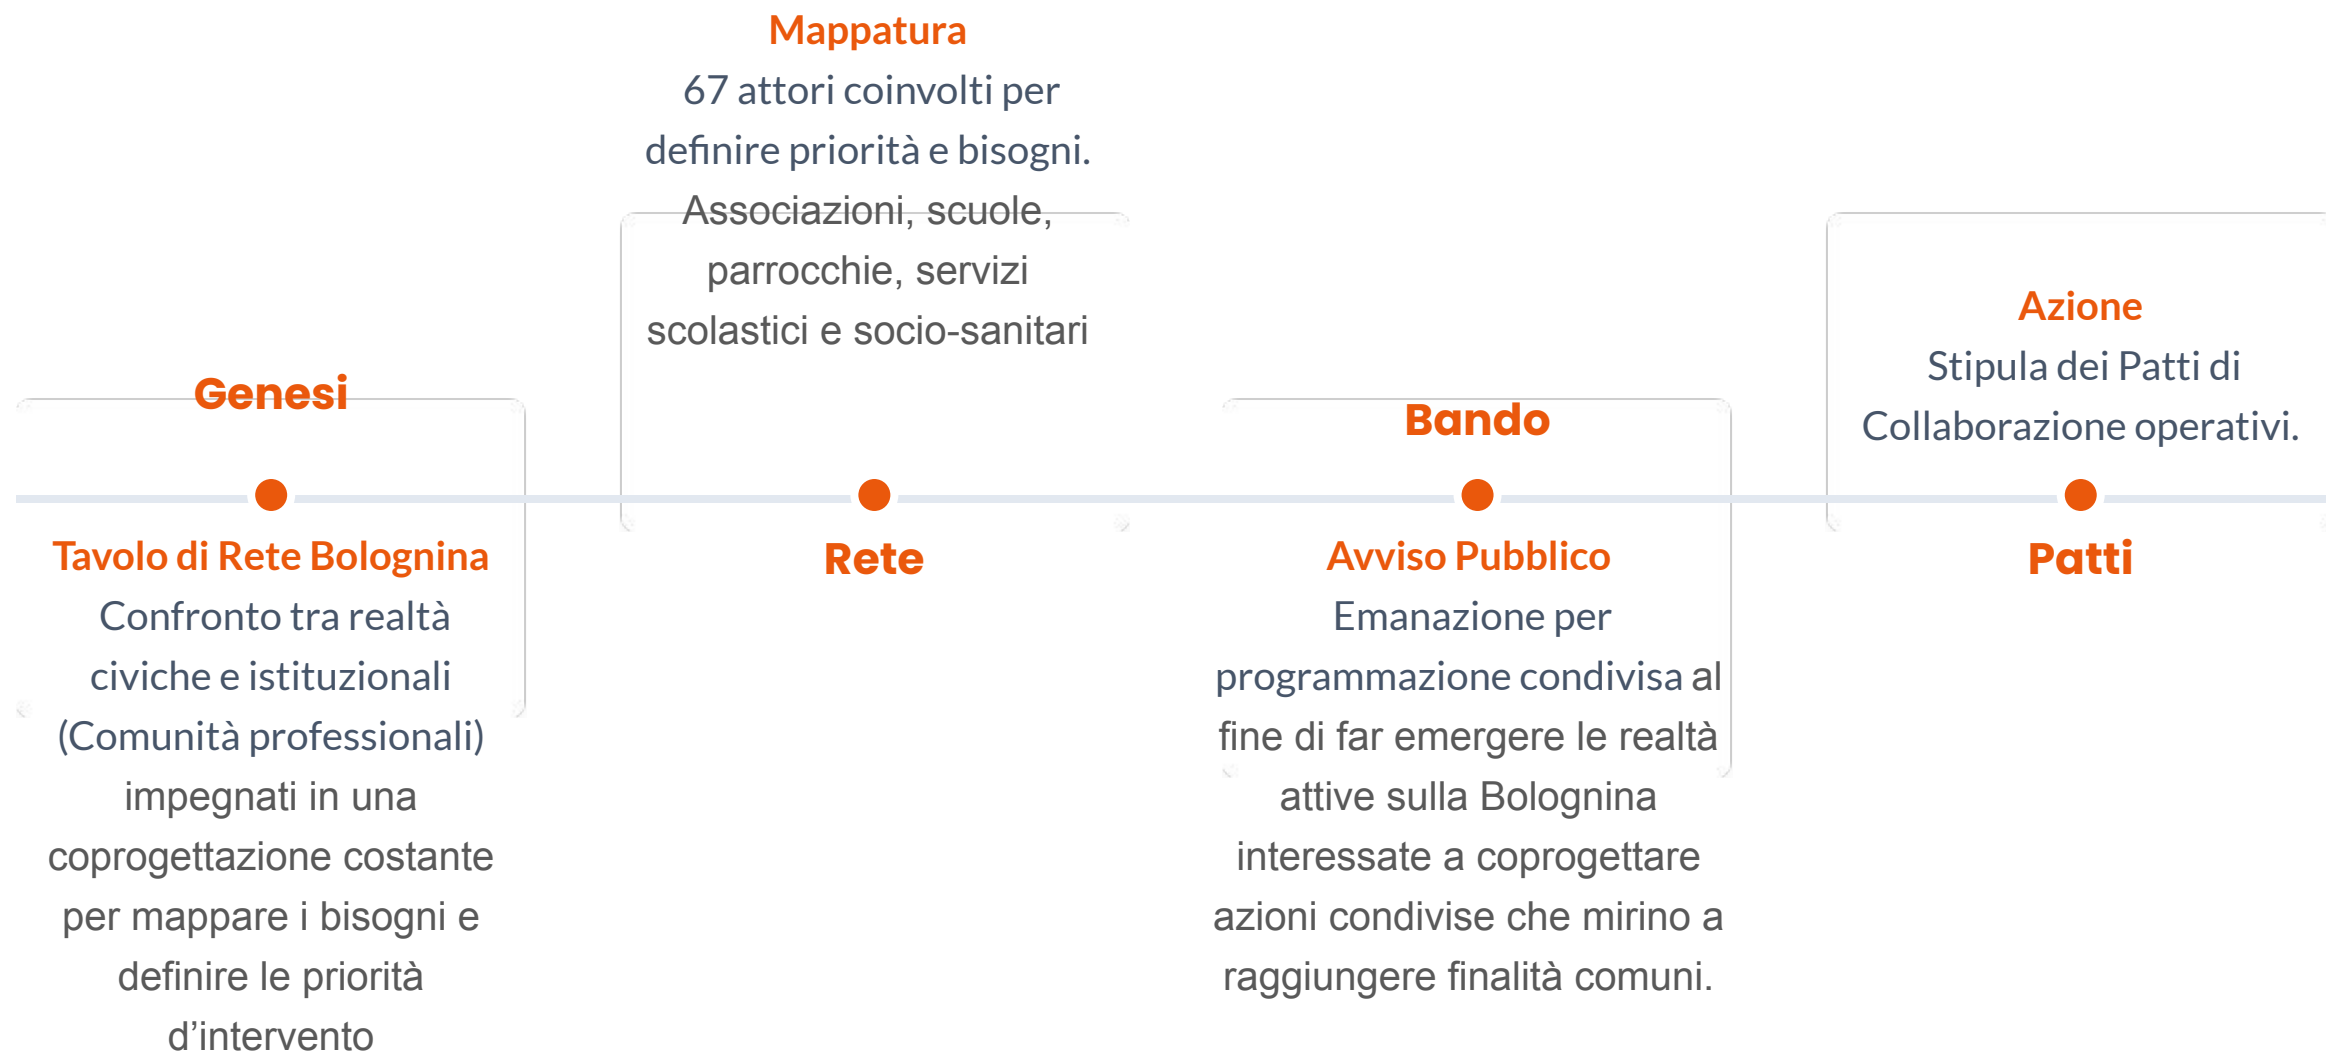 Genesi
Tavolo di Rete Bolognina
Confronto tra realtà
civiche e istituzionali
(Comunità professionali)
impegnati in una
coprogettazione costante
per mappare i bisogni e
definire le priorità
d’intervento
Mappatura
67 attori coinvolti per
definire priorità e bisogni.
Associazioni, scuole,
parrocchie, servizi
scolastici e socio-sanitari
Rete
Bando
Avviso Pubblico
Emanazione per
programmazione condivisa al
fine di far emergere le realtà
attive sulla Bolognina
interessate a coprogettare
azioni condivise che mirino a
raggiungere finalità comuni.
Azione
Stipula dei Patti di
Collaborazione operativi.
Patti